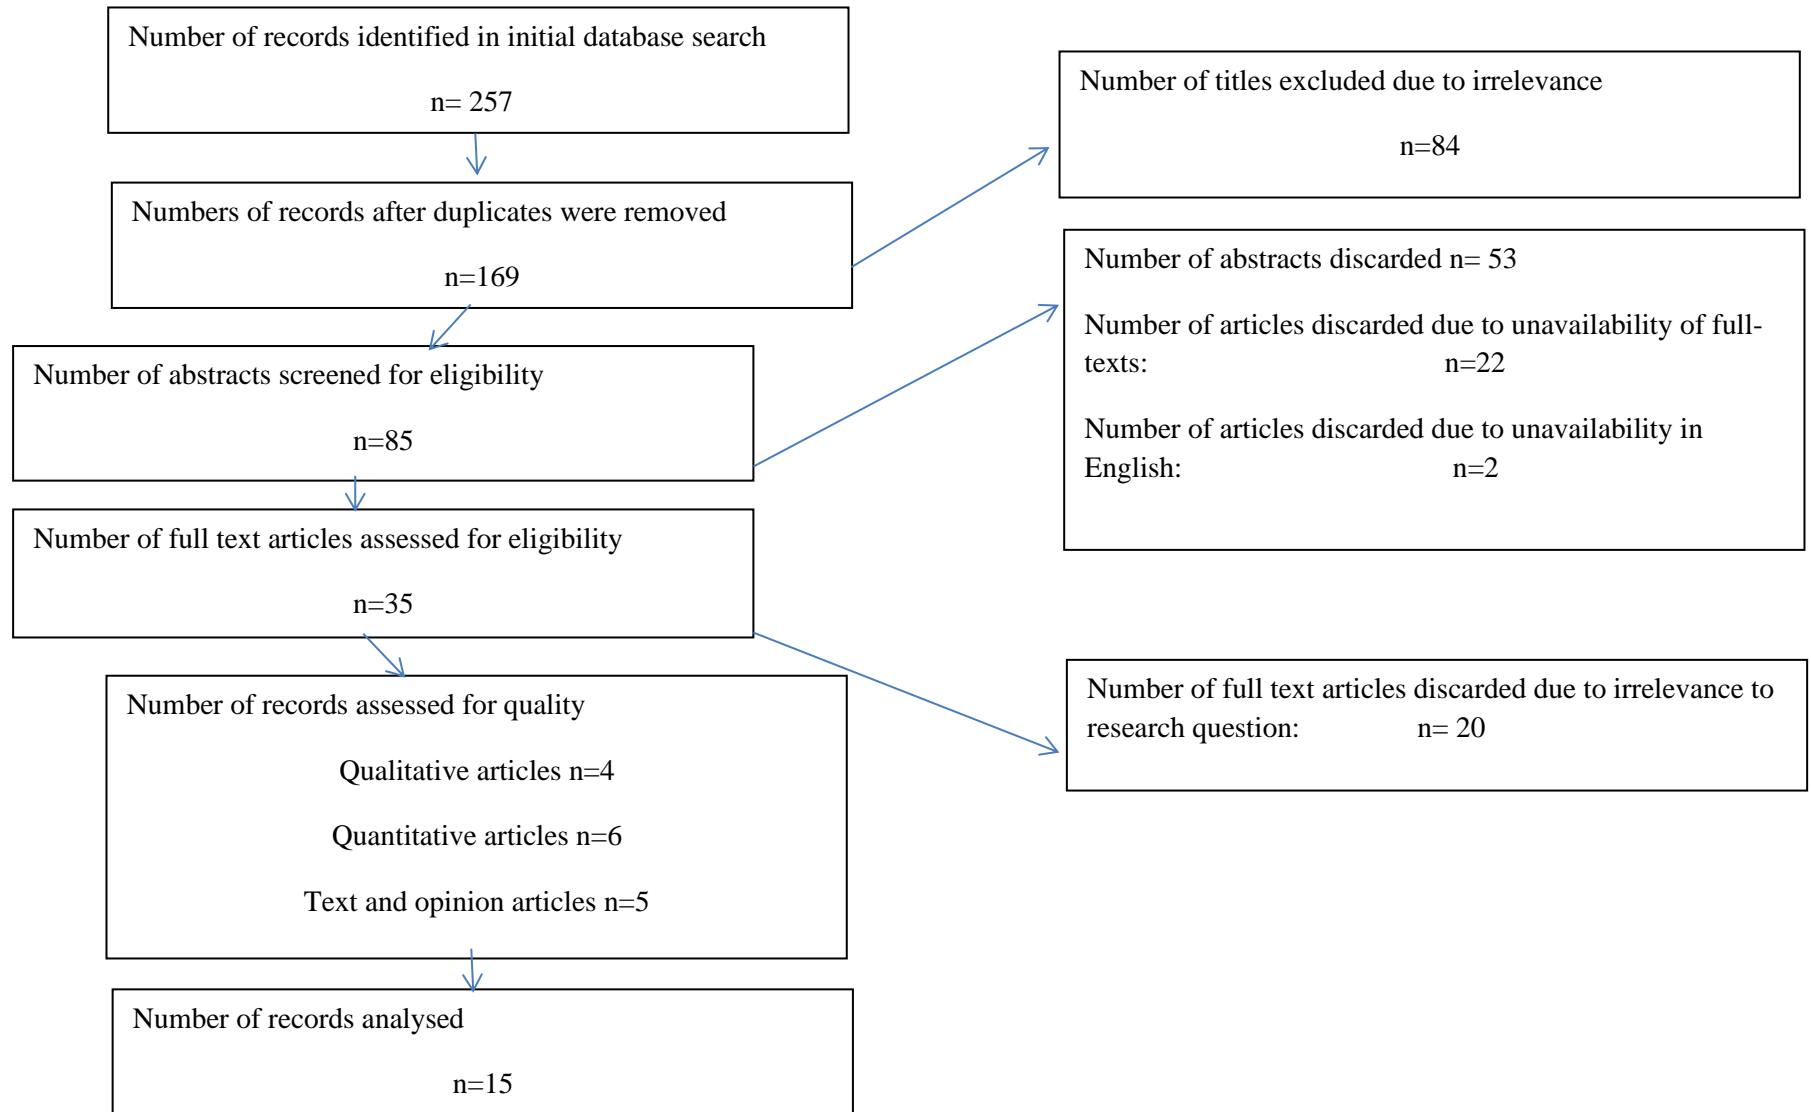 Number of records identified in initial database search
n= 257
Number of titles excluded due to irrelevance
n=84
Numbers of records after duplicates were removed
n=169
Number of abstracts discarded n= 53
Number of articles discarded due to unavailability of full-
texts: n=22
Number of articles discarded due to unavailability in
English: n=2
Number of abstracts screened for eligibility
n=85
Number of full text articles assessed for eligibility
n=35
Number of full text articles discarded due to irrelevance to
research question: n= 20
Number of records assessed for quality
Qualitative articles n=4
Quantitative articles n=6
Text and opinion articles n=5
Number of records analysed
n=15